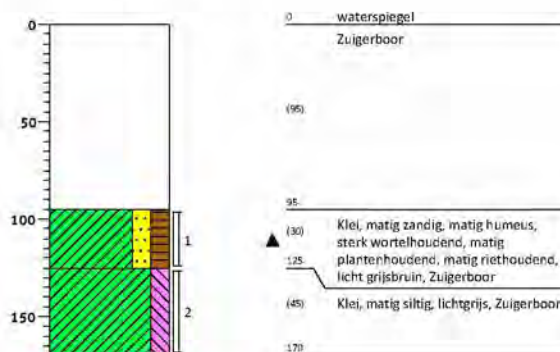 0
50
100
150
1
2
0 waterspiegel
Zuigerboor
(95)
95
(30) Klei, matig zandig, matig humeus,
sterk wortelhoudend, matig
plantenhoudend, matig riethoudend,
125 licht grijsbruin, Zuigerboor
(45) Klei, matig siltig, lichtgrijs, Zuigerboor
170